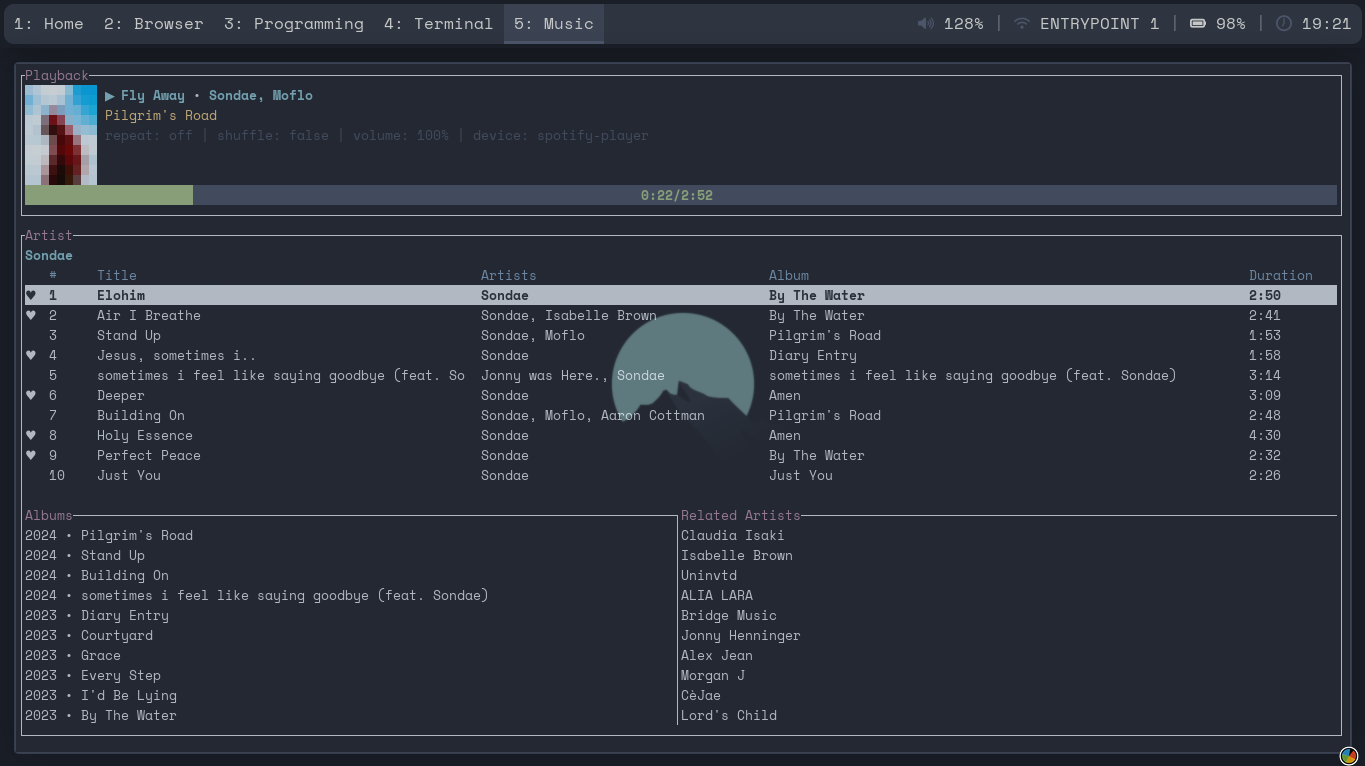 1: Home 2: Browser 3: Programming 4: Terminal 5: Music 128% | ENTRYPOINT 1 | 98% | 19:21
Playback
▶ Fly Away • Sondae, Moflo
Pilgrim's Road
repeat: off | shuffle: false | volume: 100% | device: spotify-player
0:22/2:52
Artist
Sondae
# Title Artists Album Duration
♥ 1 Elohim Sondae By The Water 2:50
♥ 2 Air I Breathe Sondae, Isabelle Brown By The Water 2:41
3 Stand Up Sondae, Moflo Pilgrim's Road 1:53
♥ 4 Jesus, sometimes i.. Sondae Diary Entry 1:58
5 sometimes i feel like saying goodbye (feat. So Jonny was Here., Sondae sometimes i feel like saying goodbye (feat. Sondae) 3:14
♥ 6 Deeper Sondae Amen 3:09
7 Building On Sondae, Moflo, Aaron Cottman Pilgrim's Road 2:48
♥ 8 Holy Essence Sondae Amen 4:30
♥ 9 Perfect Peace Sondae By The Water 2:32
10 Just You Sondae Just You 2:26
Albums
2024 • Pilgrim's Road
2024 • Stand Up
2024 • Building On
2024 • sometimes i feel like saying goodbye (feat. Sondae)
2023 • Diary Entry
2023 • Courtyard
2023 • Grace
2023 • Every Step
2023 • I'd Be Lying
2023 • By The Water
Related Artists
Claudia Isaki
Isabelle Brown
Uninvtd
ALIA LARA
Bridge Music
Jonny Henninger
Alex Jean
Morgan J
CèJae
Lord's Child